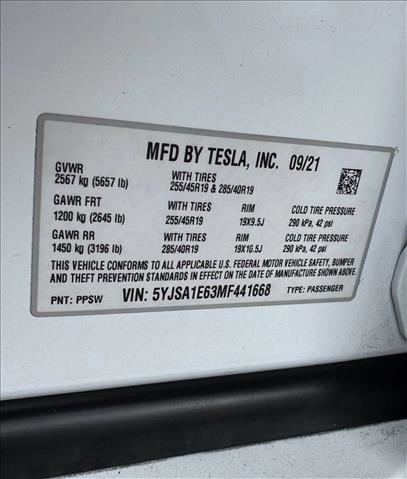 MFD BY TESLA, INC. 09/21
GVWR WITH TIRES
2567 kg (5657 lb) 255/45R19 & 285/40R19
GAWR FRT WITH TIRES RIM COLD TIRE PRESSURE
1200 kg (2645 lb) 255/45R19 19X9.5J 290 kPa, 42 psi
GAWR RR WITH TIRES RIM COLD TIRE PRESSURE
1450 kg (3196 lb) 285/40R19 19X10.5J 290 kPa, 42 psi
THIS VEHICLE CONFORMS TO ALL APPLICABLE U.S. FEDERAL MOTOR VEHICLE SAFETY, BUMPER
AND THEFT PREVENTION STANDARDS IN EFFECT ON THE DATE OF MANUFACTURE SHOWN ABOVE.
PNT: PPSW VIN: 5YJSA1E63MF441668 TYPE: PASSENGER